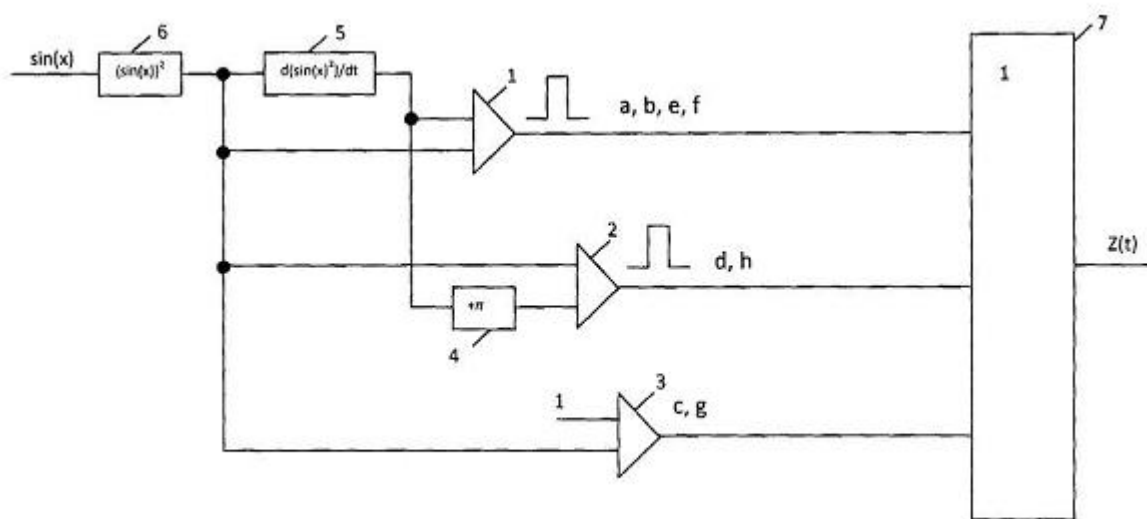 6
5
7
sin(x)
(sin(x))²
d(sin(x)²)/dt
1
1
a, b, e, f
2
d, h
Z(t)
+π
4
3
1
c, g